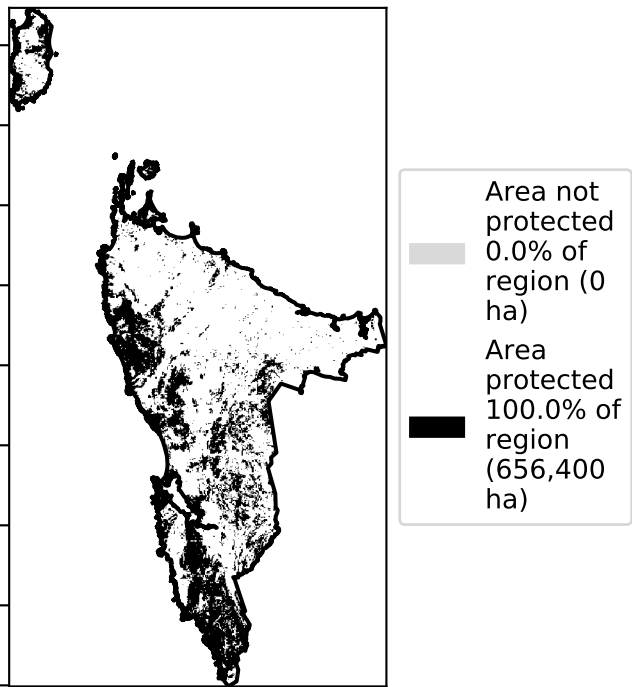 Area not
protected
0.0% of
region (0
ha)
Area
protected
100.0% of
region
(656,400
ha)